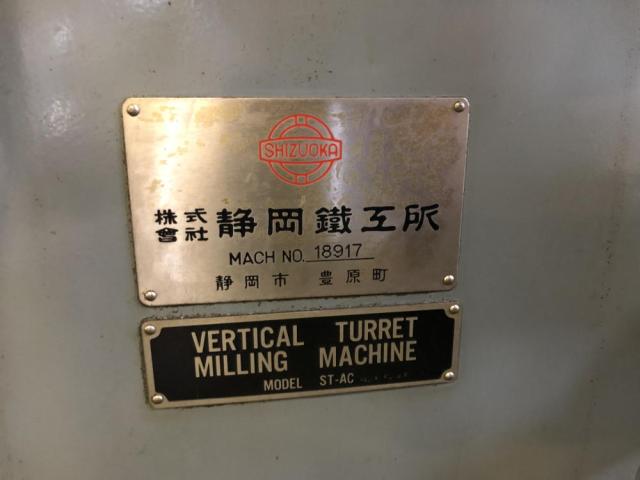 SHIZUOKA
株式會社 静岡鐵工所
MACH NO. 18917
静岡市 豊原町
VERTICAL TURRET
MILLING MACHINE
MODEL ST-AC